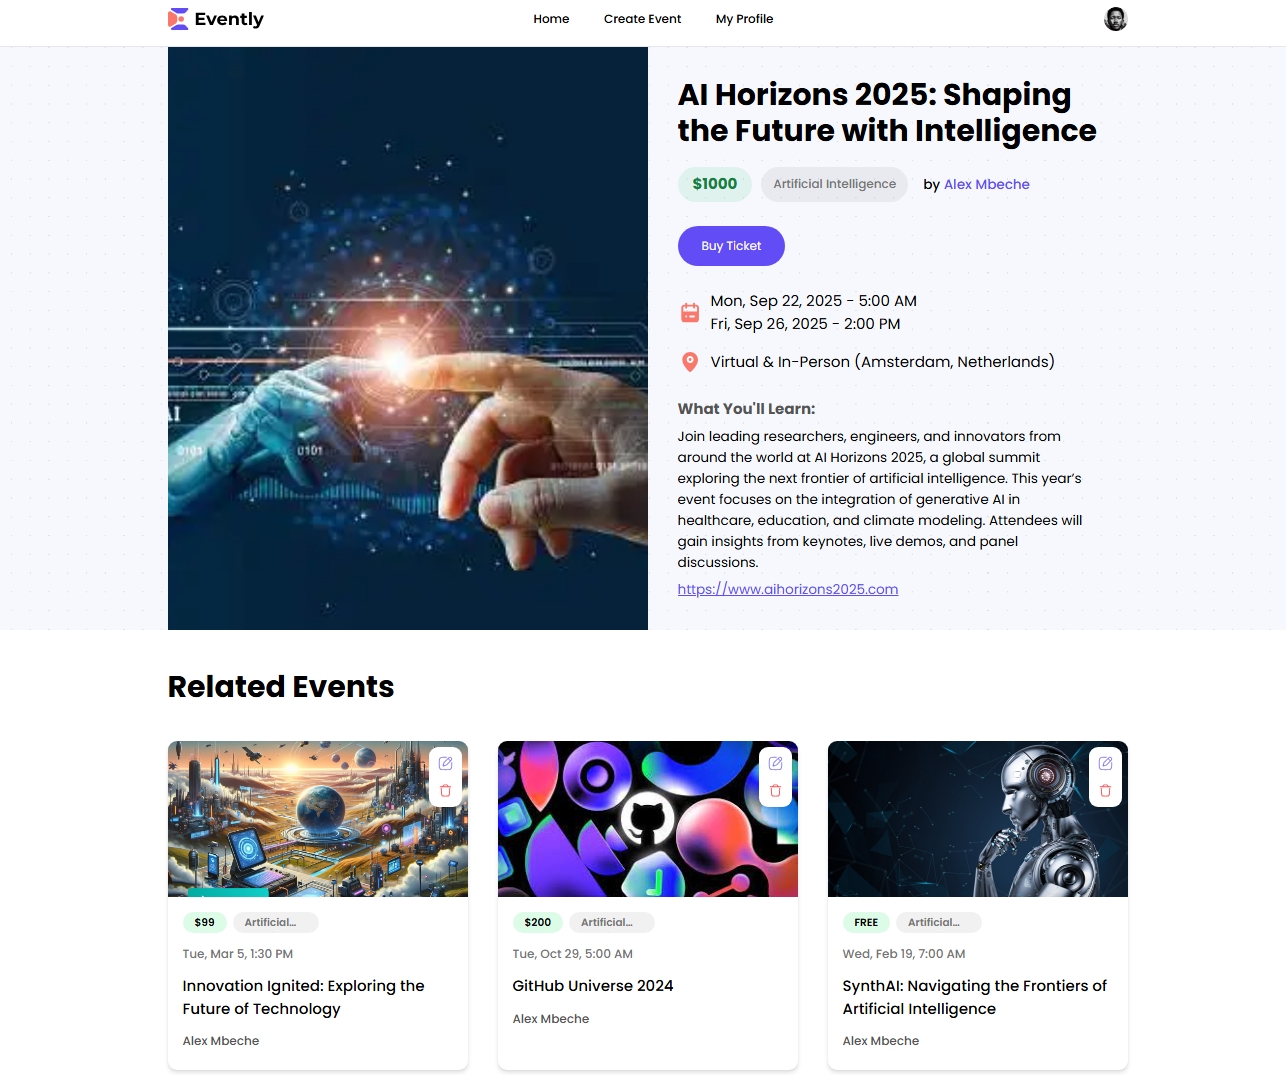 Evently
Home Create Event My Profile
AI Horizons 2025: Shaping
the Future with Intelligence
$1000 Artificial Intelligence by Alex Mbeche
Buy Ticket
Mon, Sep 22, 2025 - 5:00 AM
Fri, Sep 26, 2025 - 2:00 PM
Virtual & In-Person (Amsterdam, Netherlands)
What You'll Learn:
Join leading researchers, engineers, and innovators from
around the world at AI Horizons 2025, a global summit
exploring the next frontier of artificial intelligence. This year’s
event focuses on the integration of generative AI in
healthcare, education, and climate modeling. Attendees will
gain insights from keynotes, live demos, and panel
discussions.
https://www.aihorizons2025.com
AI
0101 0101
Related Events
$99 Artificial...
Tue, Mar 5, 1:30 PM
Innovation Ignited: Exploring the
Future of Technology
Alex Mbeche
$200 Artificial...
Tue, Oct 29, 5:00 AM
GitHub Universe 2024
Alex Mbeche
FREE Artificial...
Wed, Feb 19, 7:00 AM
SynthAI: Navigating the Frontiers of
Artificial Intelligence
Alex Mbeche